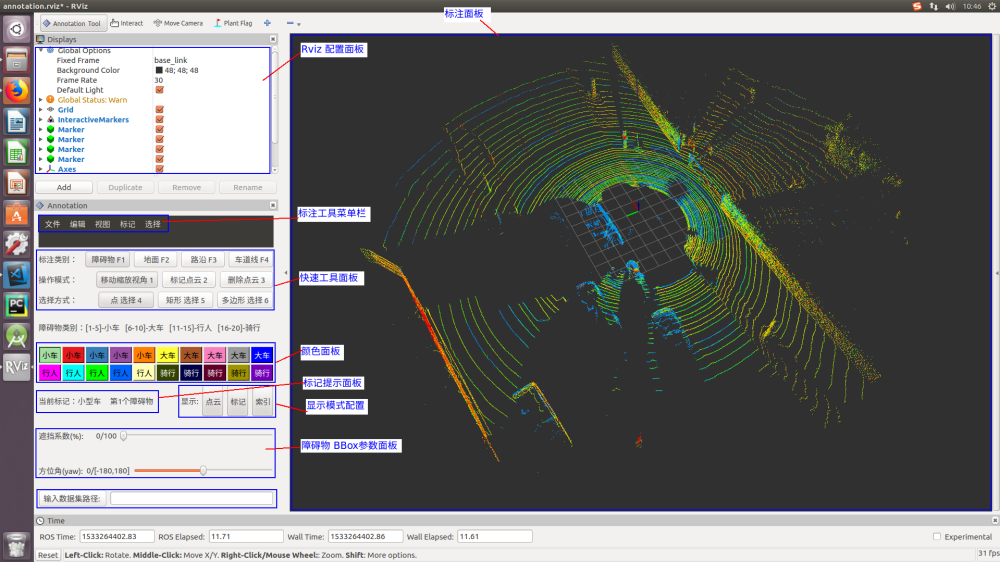 annotation.rviz* - RViz
10:46
Annotation Tool
Interact
Move Camera
Plant Flag
标注面板
Displays
Global Options
Fixed Frame
base_link
Background Color
48; 48; 48
Frame Rate
30
Default Light
Global Status: Warn
Grid
InteractiveMarkers
Marker
Marker
Marker
Marker
Axes
Rviz 配置面板
Add
Duplicate
Remove
Rename
Annotation
文件 编辑 视图 标记 选择
标注工具菜单栏
标注类别：
障碍物 F1
地面 F2
路沿 F3
车道线 F4
操作模式：
移动缩放视角 1
标记点云 2
删除点云 3
选择方式：
点 选择 4
矩形 选择 5
多边形 选择 6
快速工具面板
障碍物类别：[1-5]-小车 [6-10]-大车 [11-15]-行人 [16-20]-骑行
小车 小车 小车 小车 小车 大车 大车 大车 大车 大车
行人 行人 行人 行人 行人 骑行 骑行 骑行 骑行 骑行
颜色面板
标记提示面板
当前标记：小型车 第1个障碍物
显示:
点云
标记
索引
显示模式配置
遮挡系数(%): 0/100
方位角(yaw): 0/[-180,180]
障碍物 BBox参数面板
输入数据集路径:
Time
ROS Time:
1533264402.83
ROS Elapsed:
11.71
Wall Time:
1533264402.86
Wall Elapsed:
11.61
Experimental
Reset
Left-Click: Rotate. Middle-Click: Move X/Y. Right-Click/Mouse Wheel:: Zoom. Shift: More options.
31 fps
PC
RViz